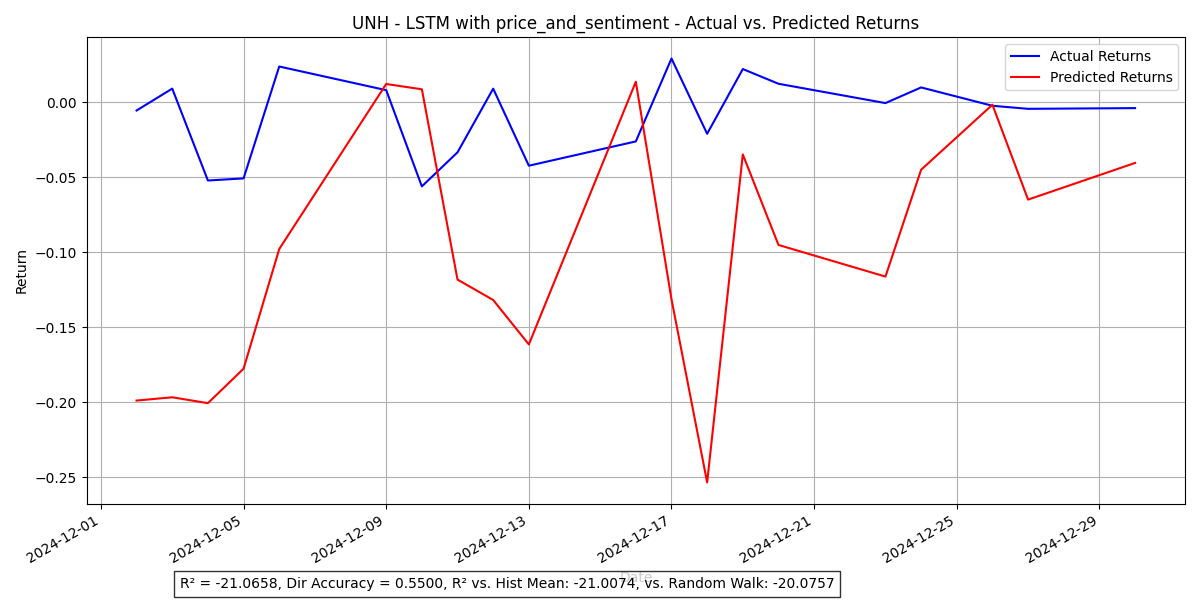 UNH - LSTM with price_and_sentiment - Actual vs. Predicted Returns
Actual Returns
Predicted Returns
Return
0.00
−0.05
−0.10
−0.15
−0.20
−0.25
2024-12-01
2024-12-05
2024-12-09
2024-12-13
2024-12-17
2024-12-21
2024-12-25
2024-12-29
Date
R² = -21.0658, Dir Accuracy = 0.5500, R² vs. Hist Mean: -21.0074, vs. Random Walk: -20.0757